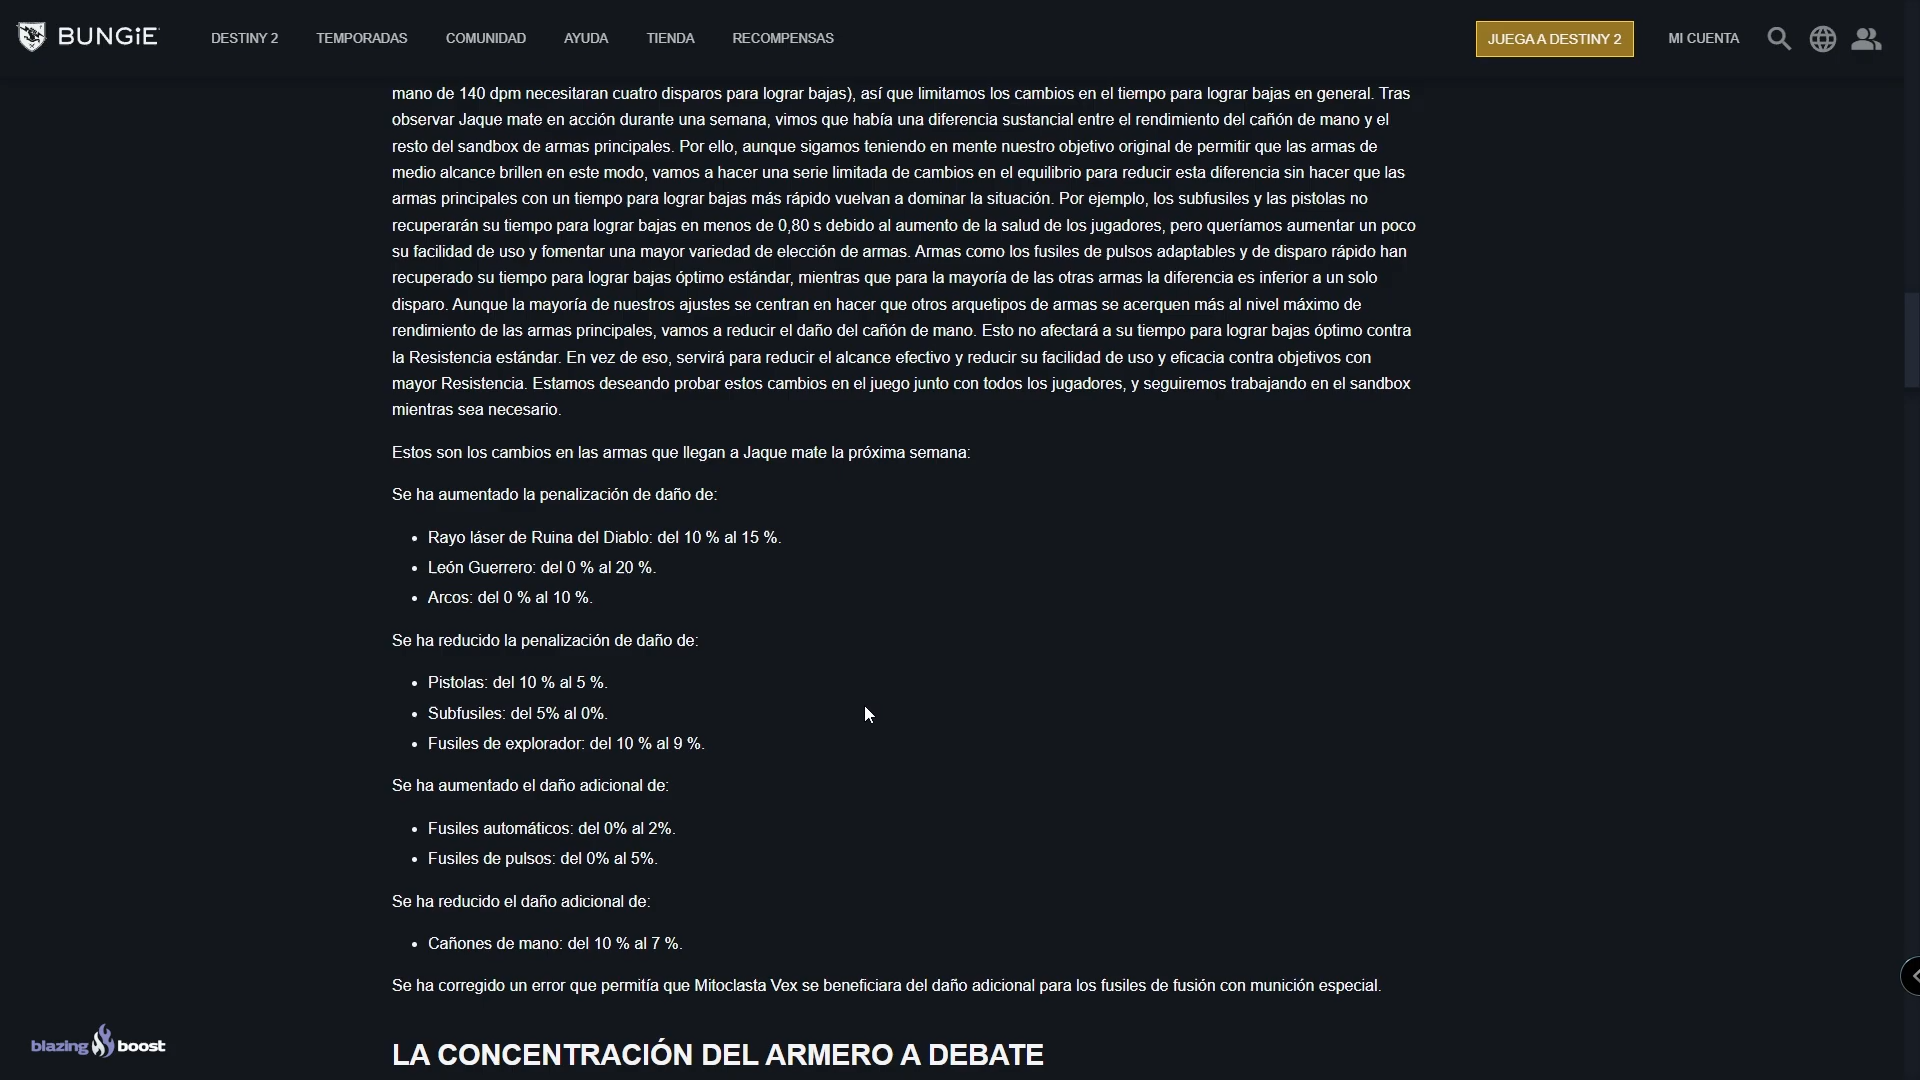 BUNGiE
DESTINY 2
TEMPORADAS
COMUNIDAD
AYUDA
TIENDA
RECOMPENSAS
JUEGA A DESTINY 2
MI CUENTA
mano de 140 dpm necesitaran cuatro disparos para lograr bajas), así que limitamos los cambios en el tiempo para lograr bajas en general. Tras
observar Jaque mate en acción durante una semana, vimos que había una diferencia sustancial entre el rendimiento del cañón de mano y el
resto del sandbox de armas principales. Por ello, aunque sigamos teniendo en mente nuestro objetivo original de permitir que las armas de
medio alcance brillen en este modo, vamos a hacer una serie limitada de cambios en el equilibrio para reducir esta diferencia sin hacer que las
armas principales con un tiempo para lograr bajas más rápido vuelvan a dominar la situación. Por ejemplo, los subfusiles y las pistolas no
recuperarán su tiempo para lograr bajas en menos de 0,80 s debido al aumento de la salud de los jugadores, pero queríamos aumentar un poco
su facilidad de uso y fomentar una mayor variedad de elección de armas. Armas como los fusiles de pulsos adaptables y de disparo rápido han
recuperado su tiempo para lograr bajas óptimo estándar, mientras que para la mayoría de las otras armas la diferencia es inferior a un solo
disparo. Aunque la mayoría de nuestros ajustes se centran en hacer que otros arquetipos de armas se acerquen más al nivel máximo de
rendimiento de las armas principales, vamos a reducir el daño del cañón de mano. Esto no afectará a su tiempo para lograr bajas óptimo contra
la Resistencia estándar. En vez de eso, servirá para reducir el alcance efectivo y reducir su facilidad de uso y eficacia contra objetivos con
mayor Resistencia. Estamos deseando probar estos cambios en el juego junto con todos los jugadores, y seguiremos trabajando en el sandbox
mientras sea necesario.
Estos son los cambios en las armas que llegan a Jaque mate la próxima semana:
Se ha aumentado la penalización de daño de:
• Rayo láser de Ruina del Diablo: del 10 % al 15 %.
• León Guerrero: del 0 % al 20 %.
• Arcos: del 0 % al 10 %.
Se ha reducido la penalización de daño de:
• Pistolas: del 10 % al 5 %.
• Subfusiles: del 5% al 0%.
• Fusiles de explorador: del 10 % al 9 %.
Se ha aumentado el daño adicional de:
• Fusiles automáticos: del 0% al 2%.
• Fusiles de pulsos: del 0% al 5%.
Se ha reducido el daño adicional de:
• Cañones de mano: del 10 % al 7 %.
Se ha corregido un error que permitía que Mitoclasta Vex se beneficiara del daño adicional para los fusiles de fusión con munición especial.
blazing boost
LA CONCENTRACIÓN DEL ARMERO A DEBATE